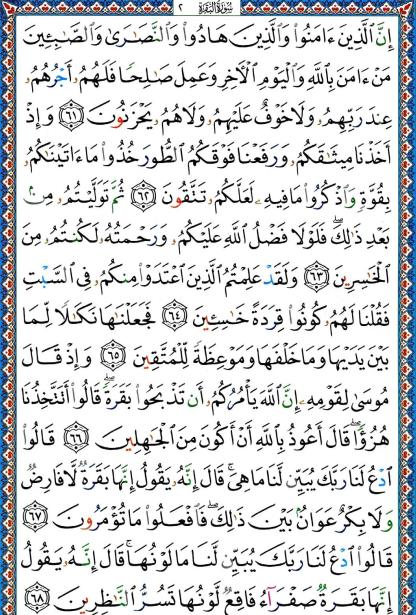 سُورَةُ البَقَرَةِ ٢
إِنَّ ٱلَّذِينَ ءَامَنُواْ وَٱلَّذِينَ هَادُواْ وَٱلنَّصَٰرَىٰ وَٱلصَّٰبِـِٔينَ
مَنْ ءَامَنَ بِٱللَّهِ وَٱلْيَوْمِ ٱلْأٓخِرِ وَعَمِلَ صَٰلِحًا فَلَهُمُۥٓ أَجْرُهُمُۥ
عِندَ رَبِّهِمُۥ وَلَا خَوْفٌ عَلَيْهِمُۥ وَلَا هُمُۥ يَحْزَنُونَ ٦١ وَإِذْ
أَخَذْنَا مِيثَٰقَكُمُۥ وَرَفَعْنَا فَوْقَكُمُ ٱلطُّورَ خُذُواْ مَا ءَاتَيْنَٰكُمُۥ
بِقُوَّةٍ وَٱذْكُرُواْ مَا فِيهِۦ لَعَلَّكُمُۥ تَتَّقُونَ ٦٢ ثُمَّ تَوَلَّيْتُمُۥ مِنۢ
بَعْدِ ذَٰلِكَۖ فَلَوْلَا فَضْلُ ٱللَّهِ عَلَيْكُمُۥ وَرَحْمَتُهُۥ لَكُنتُمُۥ مِنَ
ٱلْخَٰسِرِينَ ٦٣ وَلَقَدْ عَلِمْتُمُ ٱلَّذِينَ ٱعْتَدَوْاْ مِنكُمُۥ فِى ٱلسَّبْتِ
فَقُلْنَا لَهُمُۥ كُونُواْ قِرَدَةً خَٰسِـِٔينَ ٦٤ فَجَعَلْنَٰهَا نَكَٰلًا لِّمَا
بَيْنَ يَدَيْهَا وَمَا خَلْفَهَا وَمَوْعِظَةً لِّلْمُتَّقِينَ ٦٥ وَإِذْ قَالَ
مُوسَىٰ لِقَوْمِهِۦٓ إِنَّ ٱللَّهَ يَأْمُرُكُمُۥٓ أَن تَذْبَحُواْ بَقَرَةًۖ قَالُوٓاْ أَتَتَّخِذُنَا
هُزُؤًاۖ قَالَ أَعُوذُ بِٱللَّهِ أَنْ أَكُونَ مِنَ ٱلْجَٰهِلِينَ ٦٦ قَالُواْ
ٱدْعُ لَنَا رَبَّكَ يُبَيِّن لَّنَا مَا هِىَۚ قَالَ إِنَّهُۥ يَقُولُ إِنَّهَا بَقَرَةٌ لَّا فَارِضٌ
وَلَا بِكْرٌ عَوَانٌۢ بَيْنَ ذَٰلِكَۖ فَٱفْعَلُواْ مَا تُؤْمَرُونَ ٦٧
قَالُواْ ٱدْعُ لَنَا رَبَّكَ يُبَيِّن لَّنَا مَا لَوْنُهَاۚ قَالَ إِنَّهُۥ يَقُولُ
إِنَّهَا بَقَرَةٌ صَفْرَآءُ فَاقِعٌ لَّوْنُهَا تَسُرُّ ٱلنَّٰظِرِينَ ٦٨